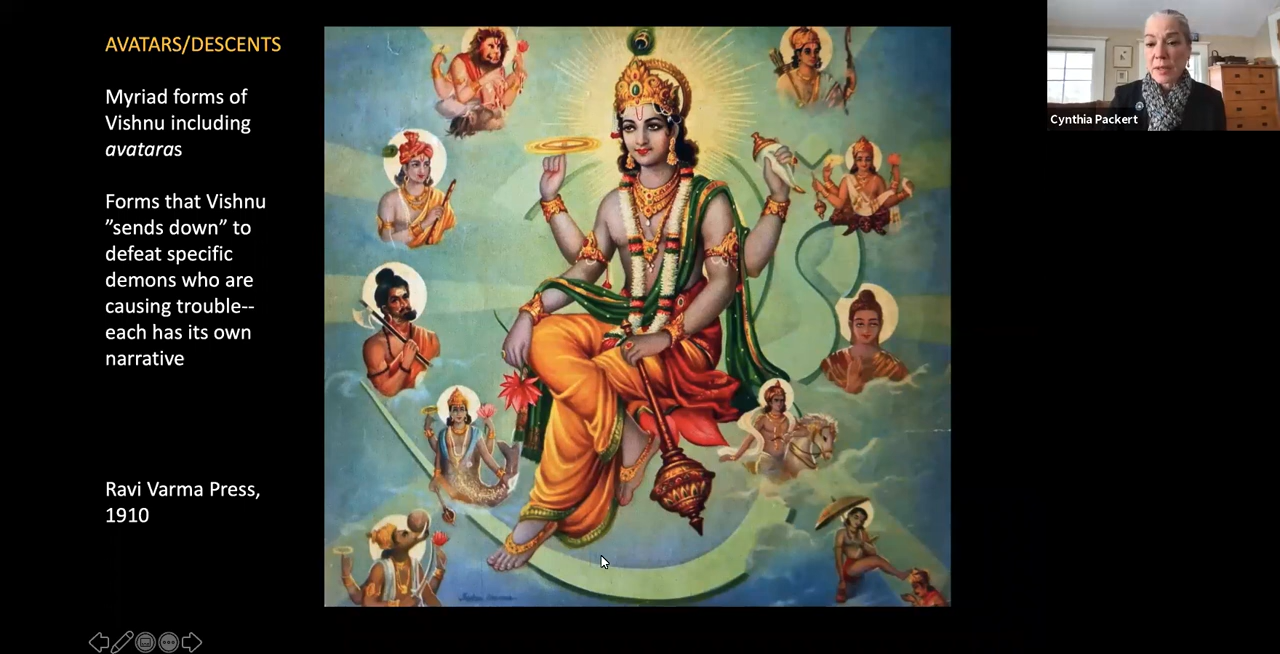 AVATARS/DESCENTS
Myriad forms of
Vishnu including
avataras
Forms that Vishnu
”sends down” to
defeat specific
demons who are
causing trouble--
each has its own
narrative
Ravi Varma Press,
1910
Cynthia Packert